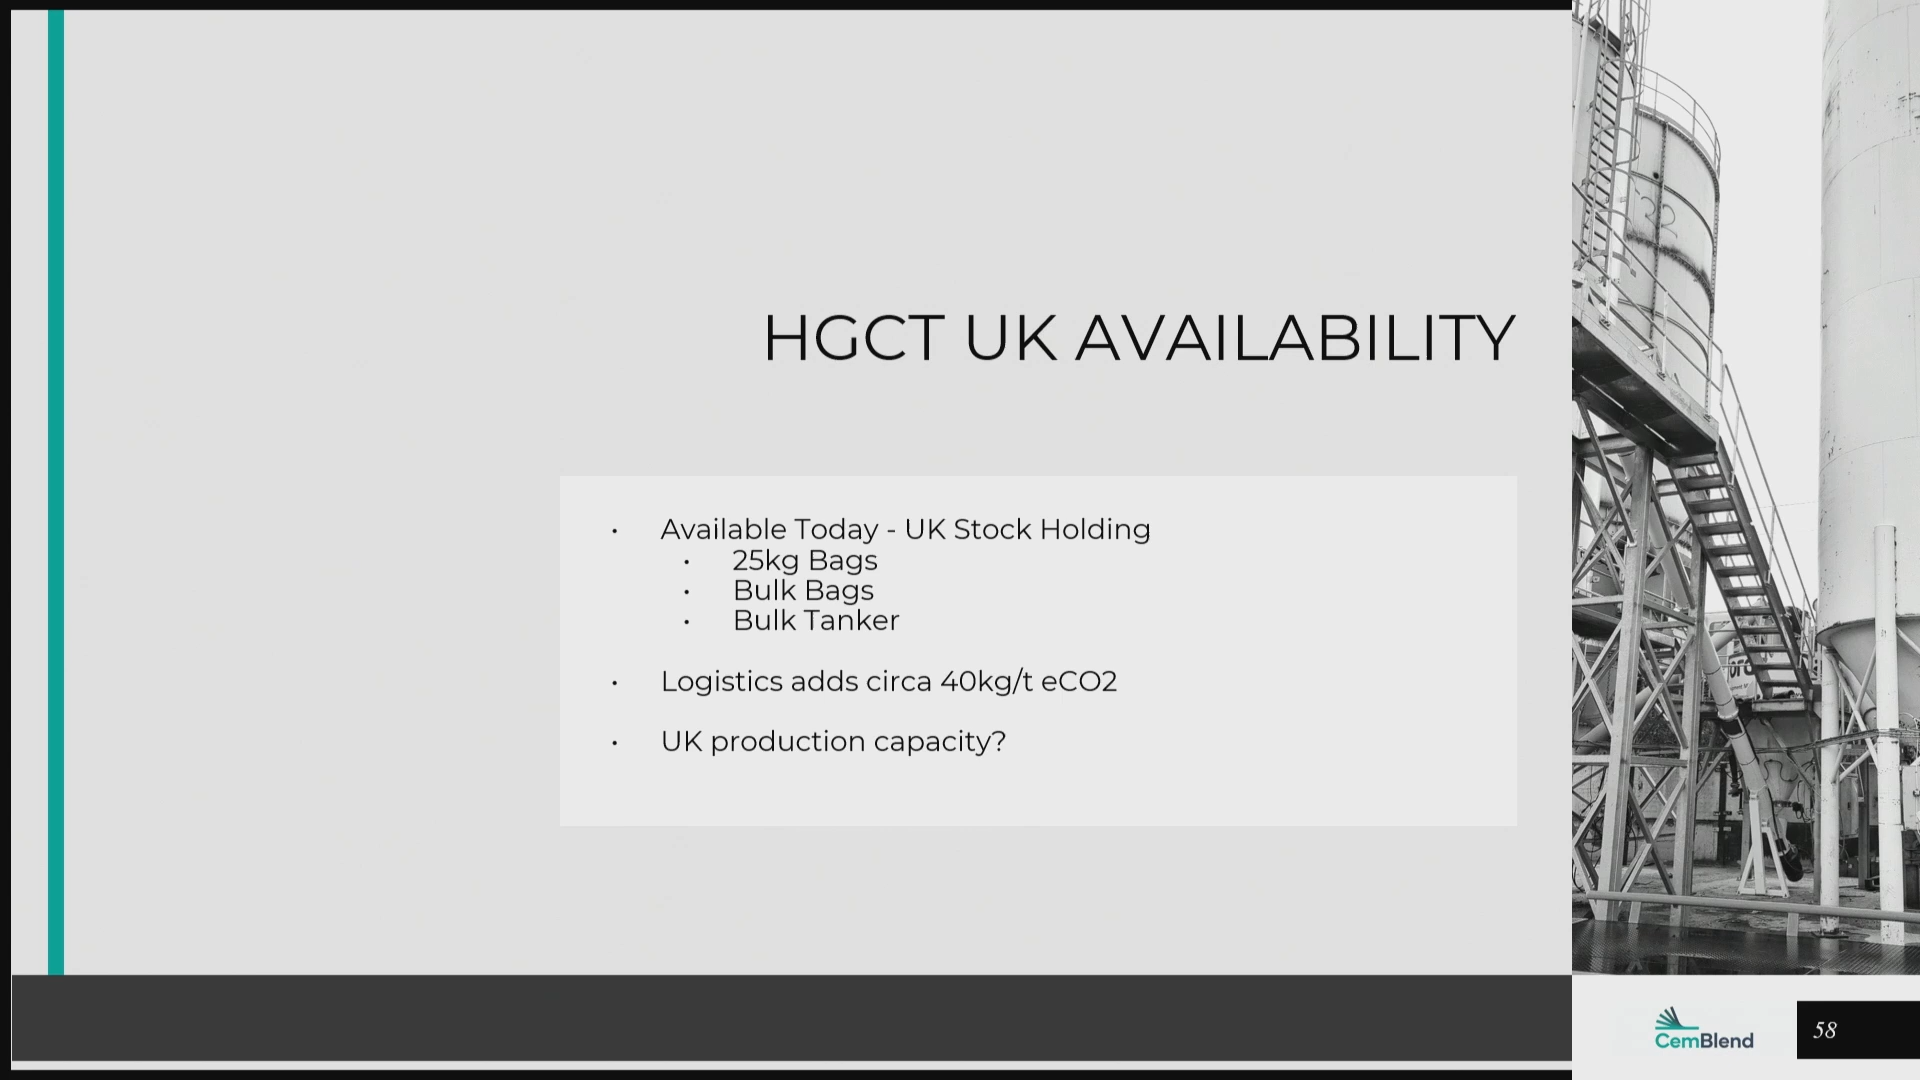 HGCT UK AVAILABILITY
• Available Today - UK Stock Holding
• 25kg Bags
• Bulk Bags
• Bulk Tanker
• Logistics adds circa 40kg/t eCO2
• UK production capacity?
32
CemBlend
58